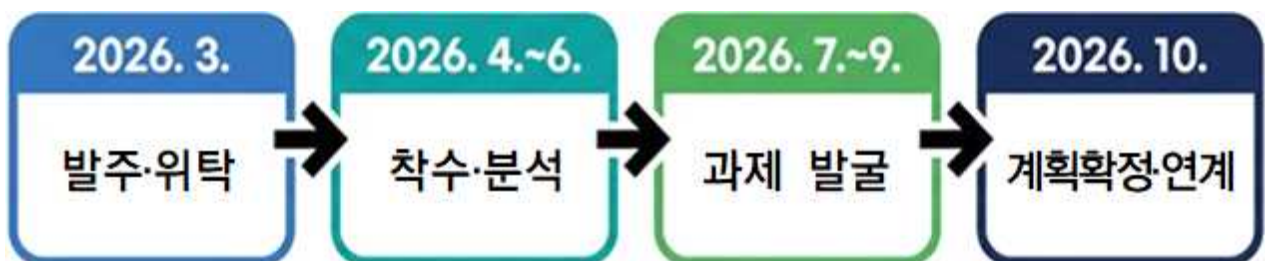 2026. 3.
발주·위탁
2026. 4.~6.
착수·분석
2026. 7.~9.
과제 발굴
2026. 10.
계획확정·연계